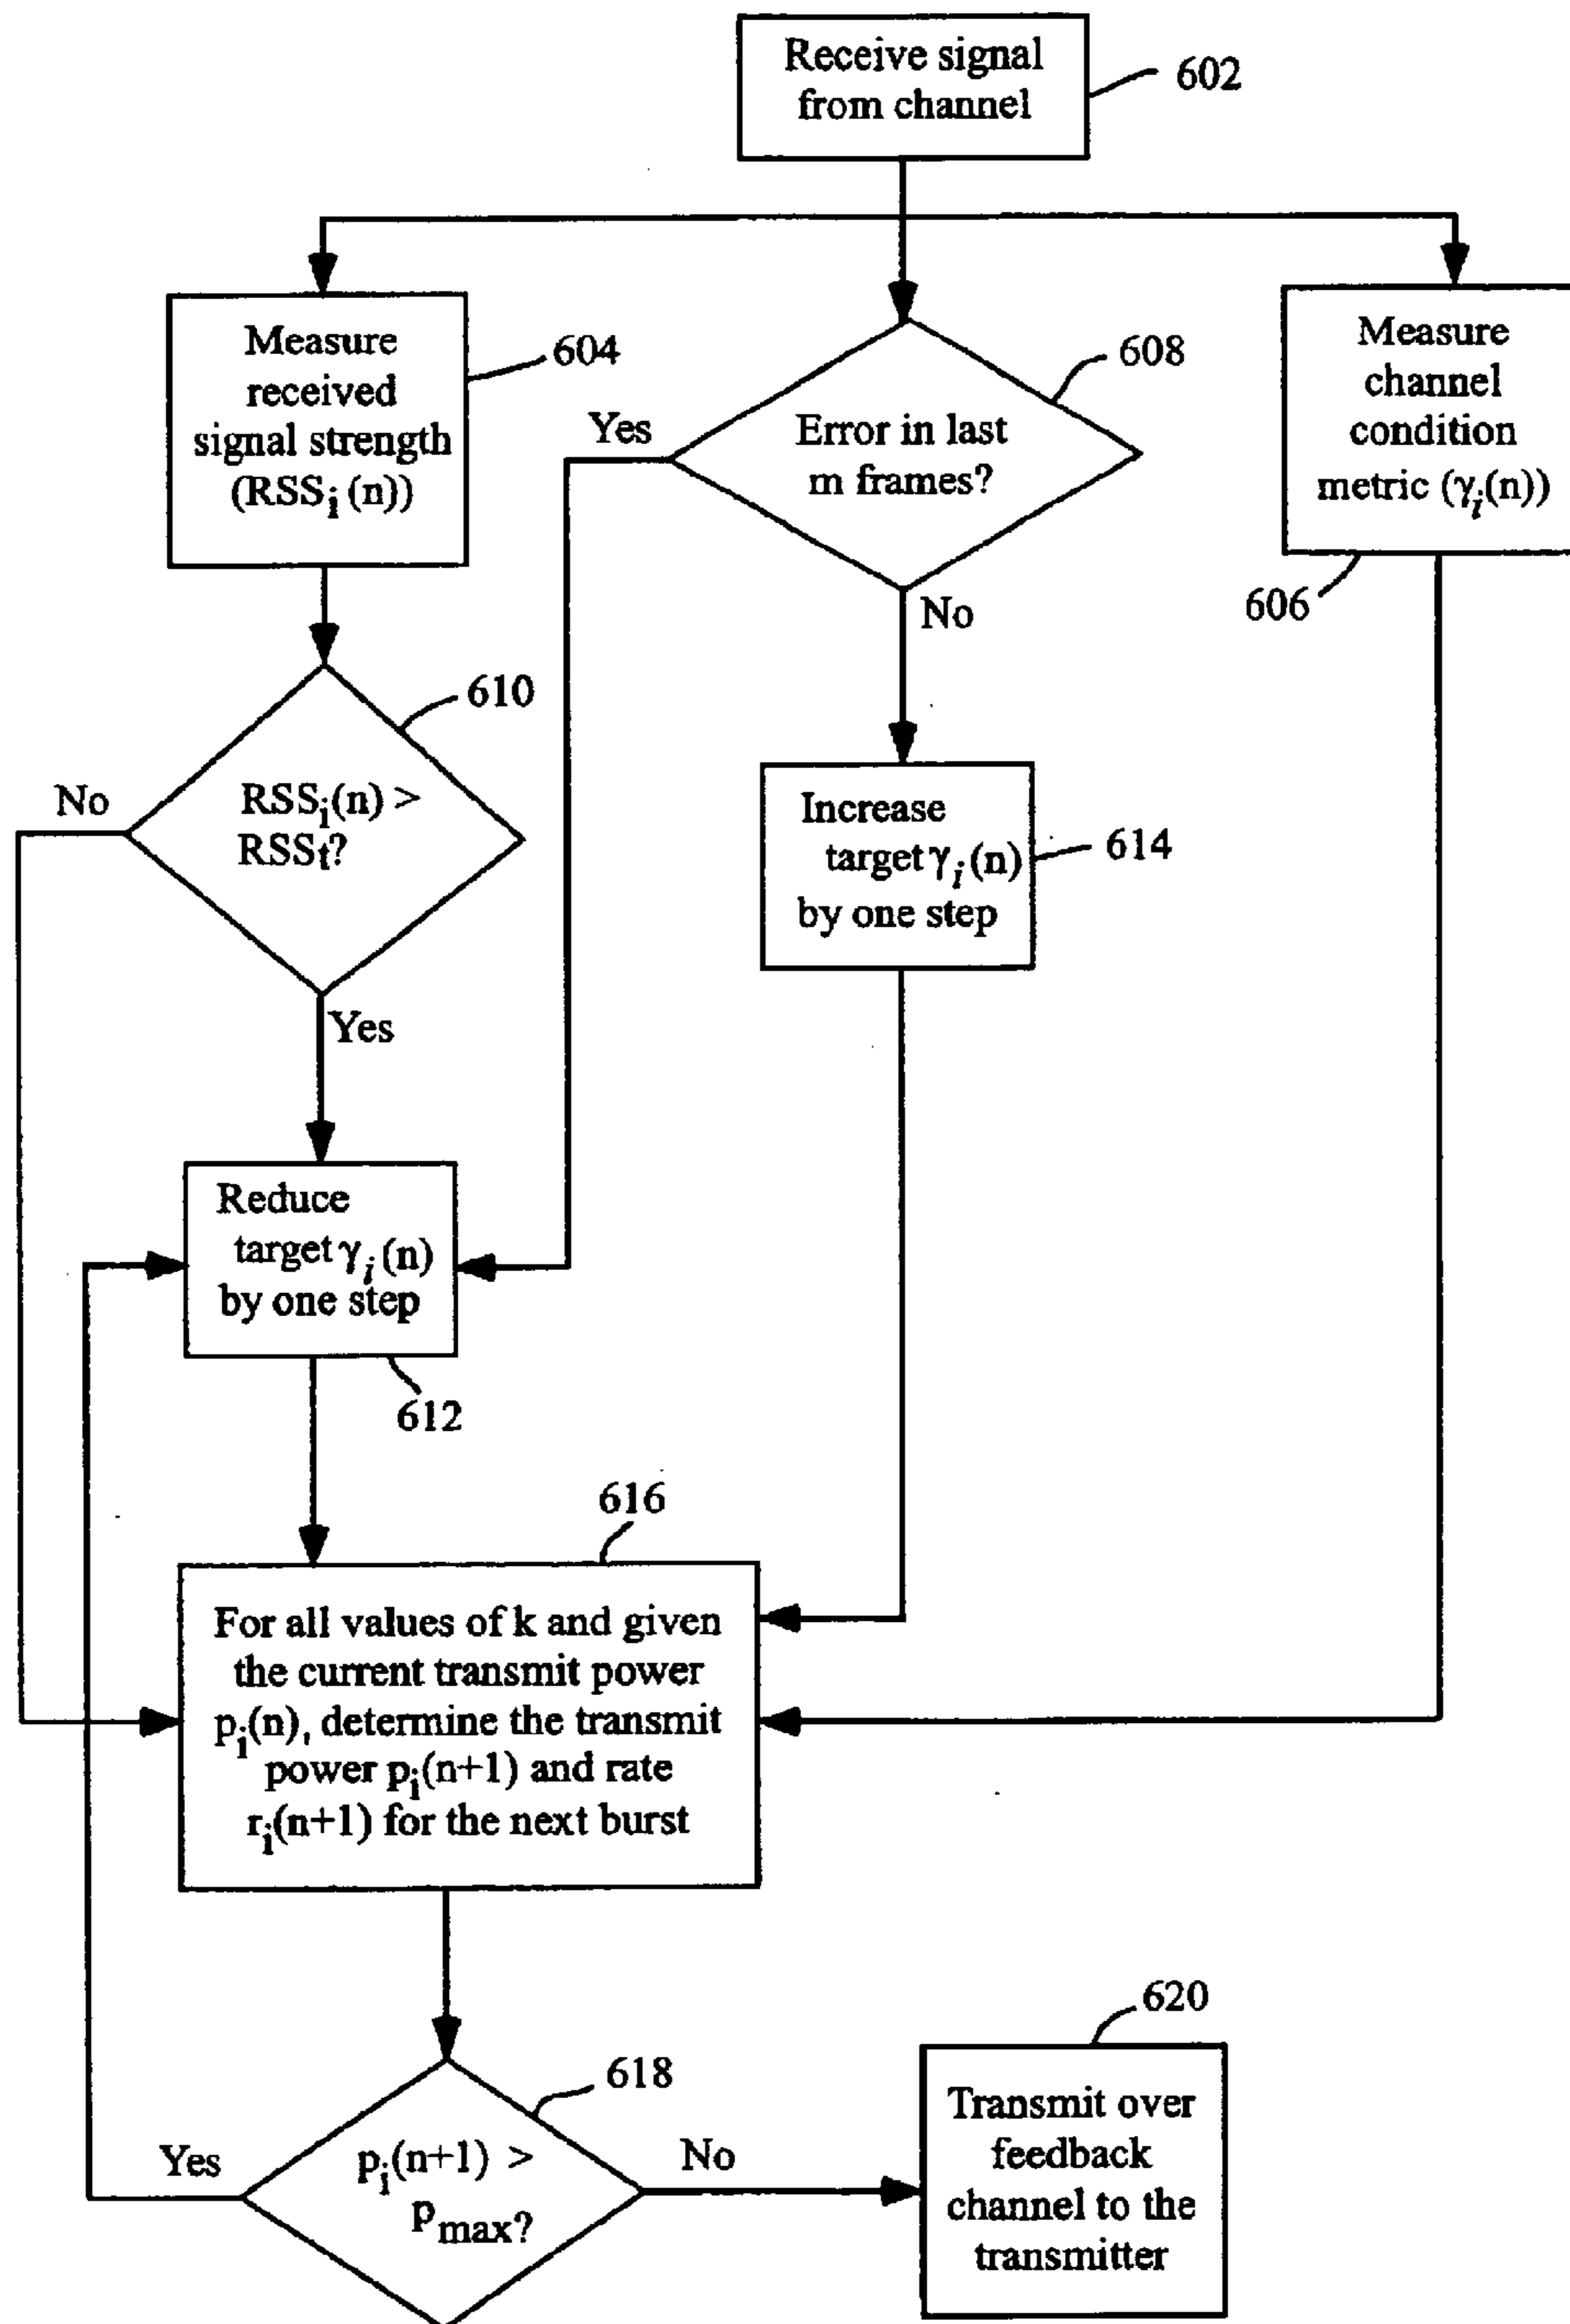 Receive signal
from channel
602
Measure
received
signal strength
(RSSi (n))
604
Error in last
m frames?
608
Yes
No
Measure
channel
condition
metric (γi(n))
606
RSSi(n) >
RSSt?
610
No
Yes
Increase
target γi(n)
by one step
614
Reduce
target γi(n)
by one step
612
616
For all values of k and given
the current transmit power
pi(n), determine the transmit
power pi(n+1) and rate
ri(n+1) for the next burst
pi(n+1) >
pmax?
618
Yes
No
620
Transmit over
feedback
channel to the
transmitter